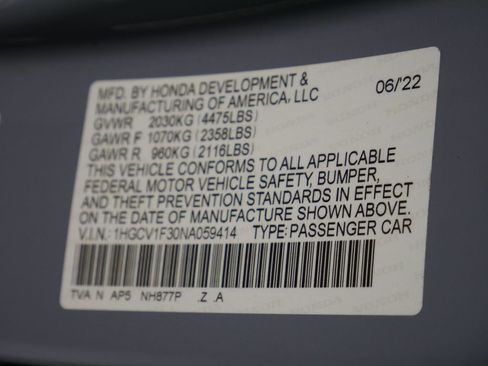 MFD. BY HONDA DEVELOPMENT &
MANUFACTURING OF AMERICA, LLC 06/'22
GVWR 2030KG (4475LBS)
GAWR F 1070KG (2358LBS)
GAWR R 960KG (2116LBS)
THIS VEHICLE CONFORMS TO ALL APPLICABLE
FEDERAL MOTOR VEHICLE SAFETY, BUMPER,
AND THEFT PREVENTION STANDARDS IN EFFECT
ON THE DATE OF MANUFACTURE SHOWN ABOVE.
V.I.N.: 1HGCV1F30NA059414 TYPE: PASSENGER CAR
TVA N AP5 NH877P .Z .A